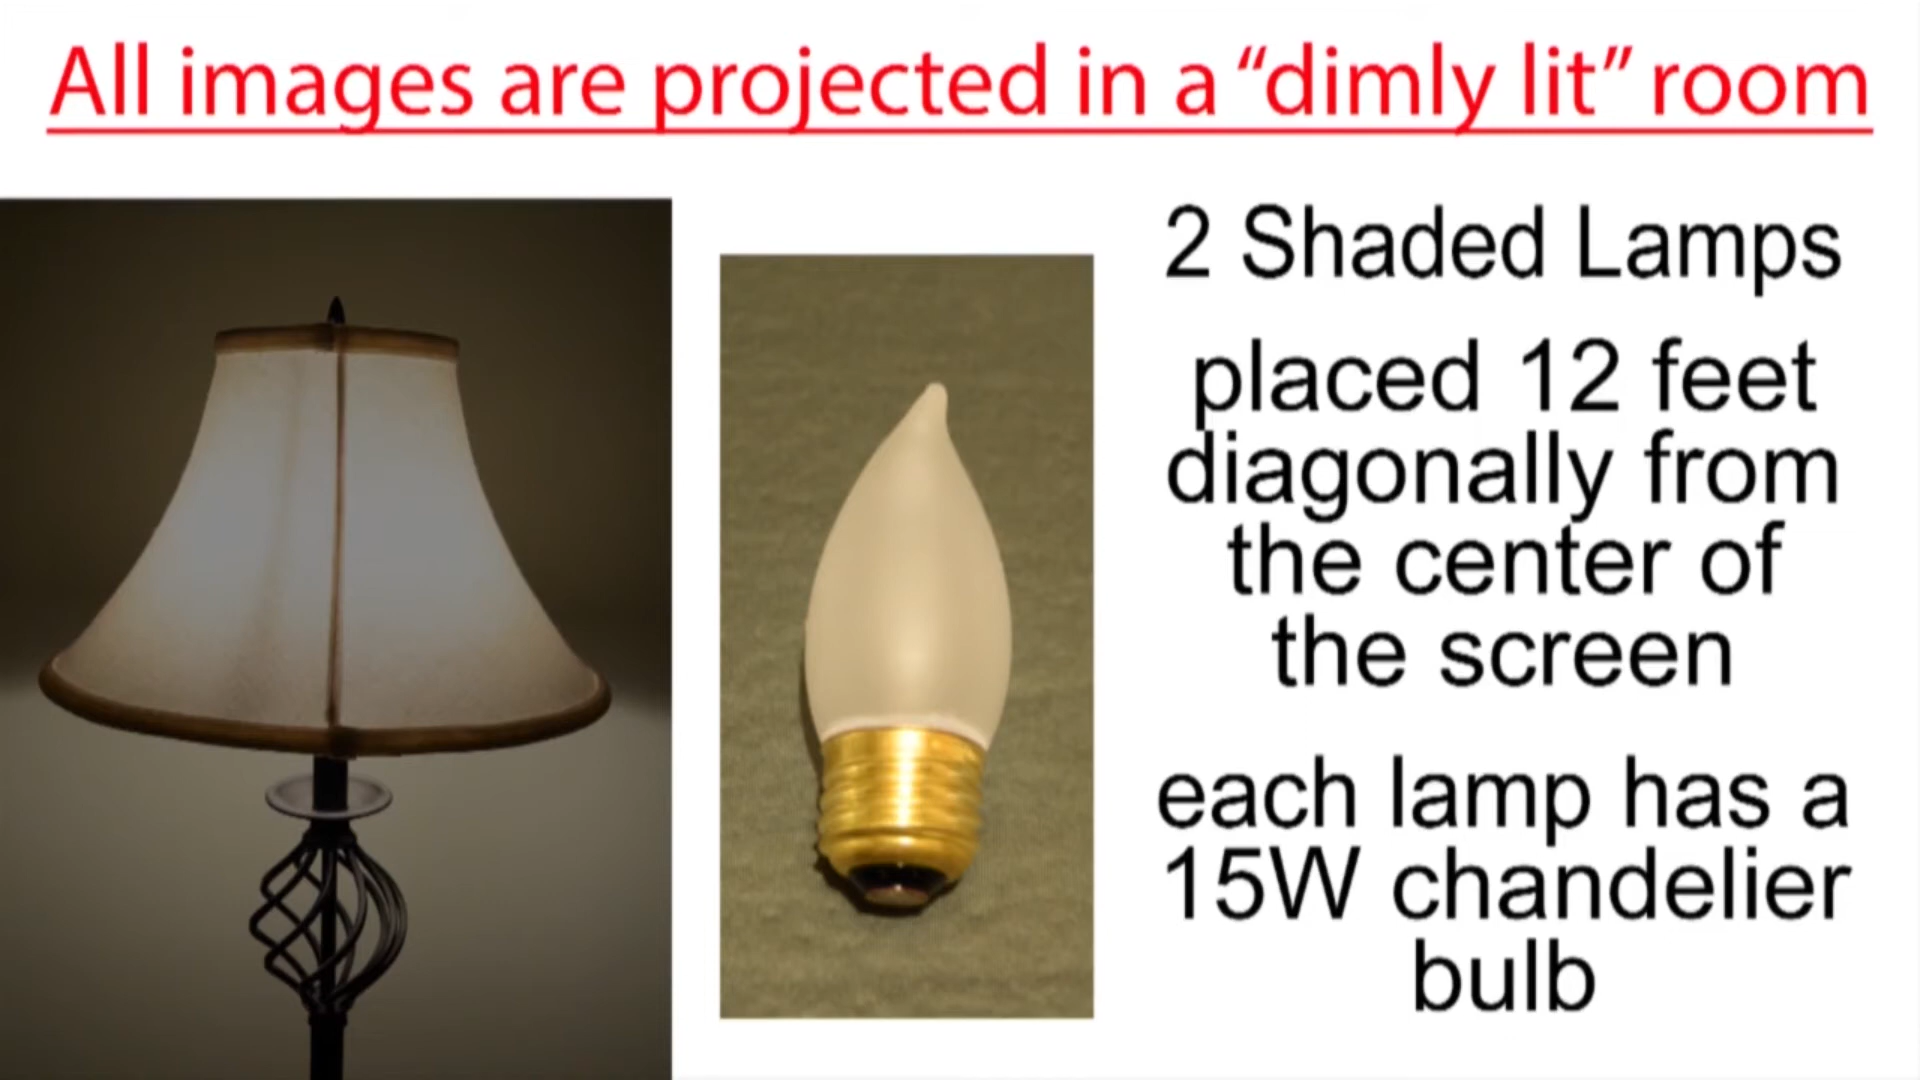 All images are projected in a “dimly lit” room
2 Shaded Lamps
placed 12 feet
diagonally from
the center of
the screen
each lamp has a
15W chandelier
bulb